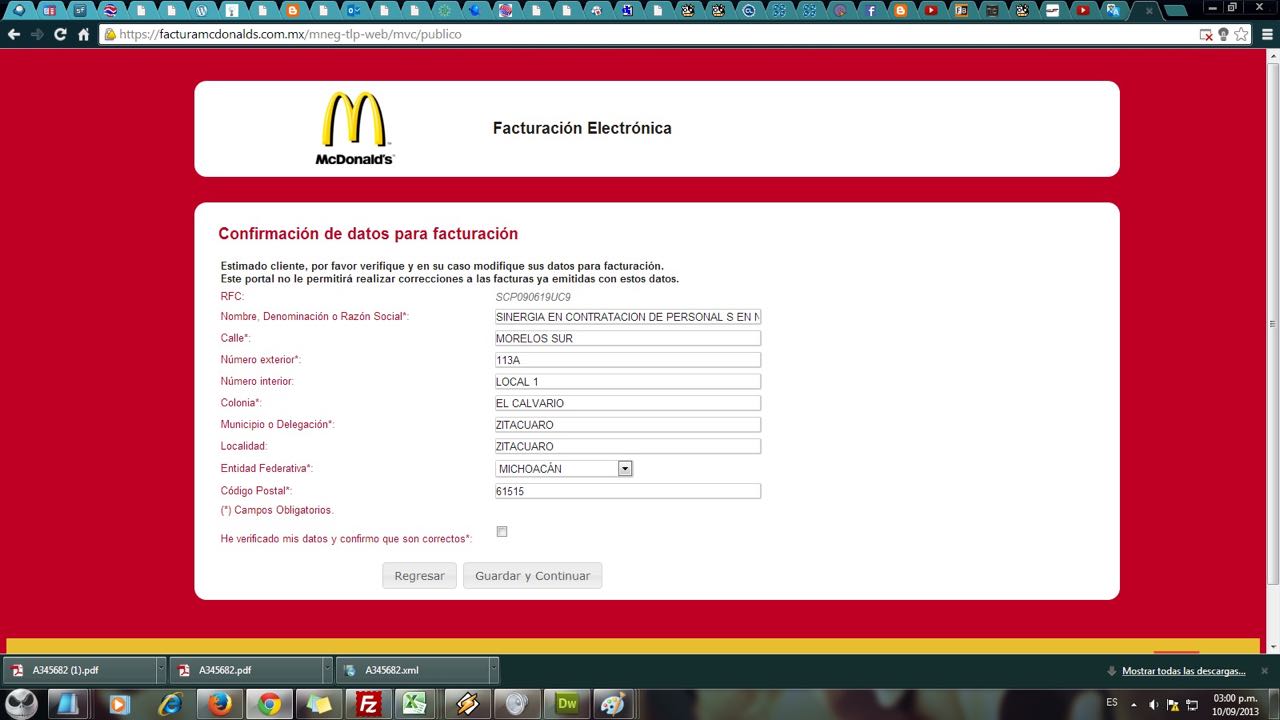 https://facturamcdonalds.com.mx/mneg-tlp-web/mvc/publico
McDonald's™
Facturación Electrónica
Confirmación de datos para facturación
Estimado cliente, por favor verifique y en su caso modifique sus datos para facturación.
Este portal no le permitirá realizar correcciones a las facturas ya emitidas con estos datos.
RFC: SCP090619UC9
Nombre, Denominación o Razón Social*: SINERGIA EN CONTRATACION DE PERSONAL S EN
Calle*: MORELOS SUR
Número exterior*: 113A
Número interior: LOCAL 1
Colonia*: EL CALVARIO
Municipio o Delegación*: ZITACUARO
Localidad: ZITACUARO
Entidad Federativa*: MICHOACÁN
Código Postal*: 61515
(*) Campos Obligatorios.
He verificado mis datos y confirmo que son correctos*:
Regresar Guardar y Continuar
A345682 (1).pdf A345682.pdf A345682.xml Mostrar todas las descargas...
Fz Dw ES 03:00 p.m.
10/09/2013